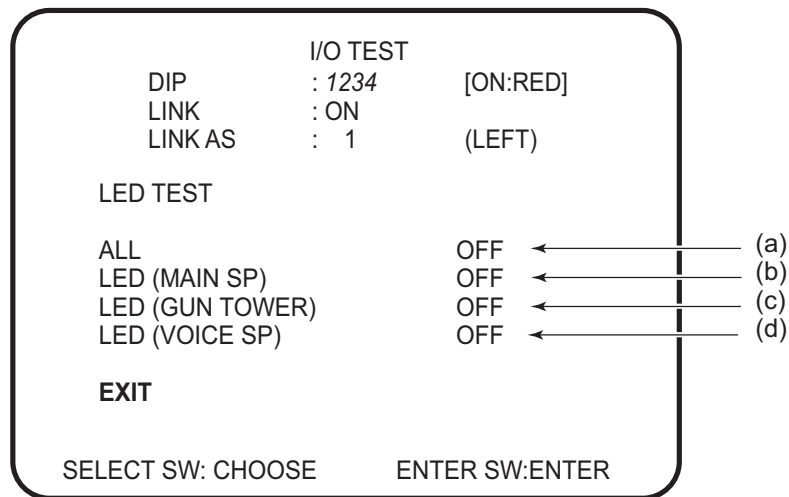 I/O TEST
DIP : 1234 [ON:RED]
LINK : ON
LINK AS : 1 (LEFT)
LED TEST
ALL OFF (a)
LED (MAIN SP) OFF (b)
LED (GUN TOWER) OFF (c)
LED (VOICE SP) OFF (d)
EXIT
SELECT SW: CHOOSE ENTER SW:ENTER